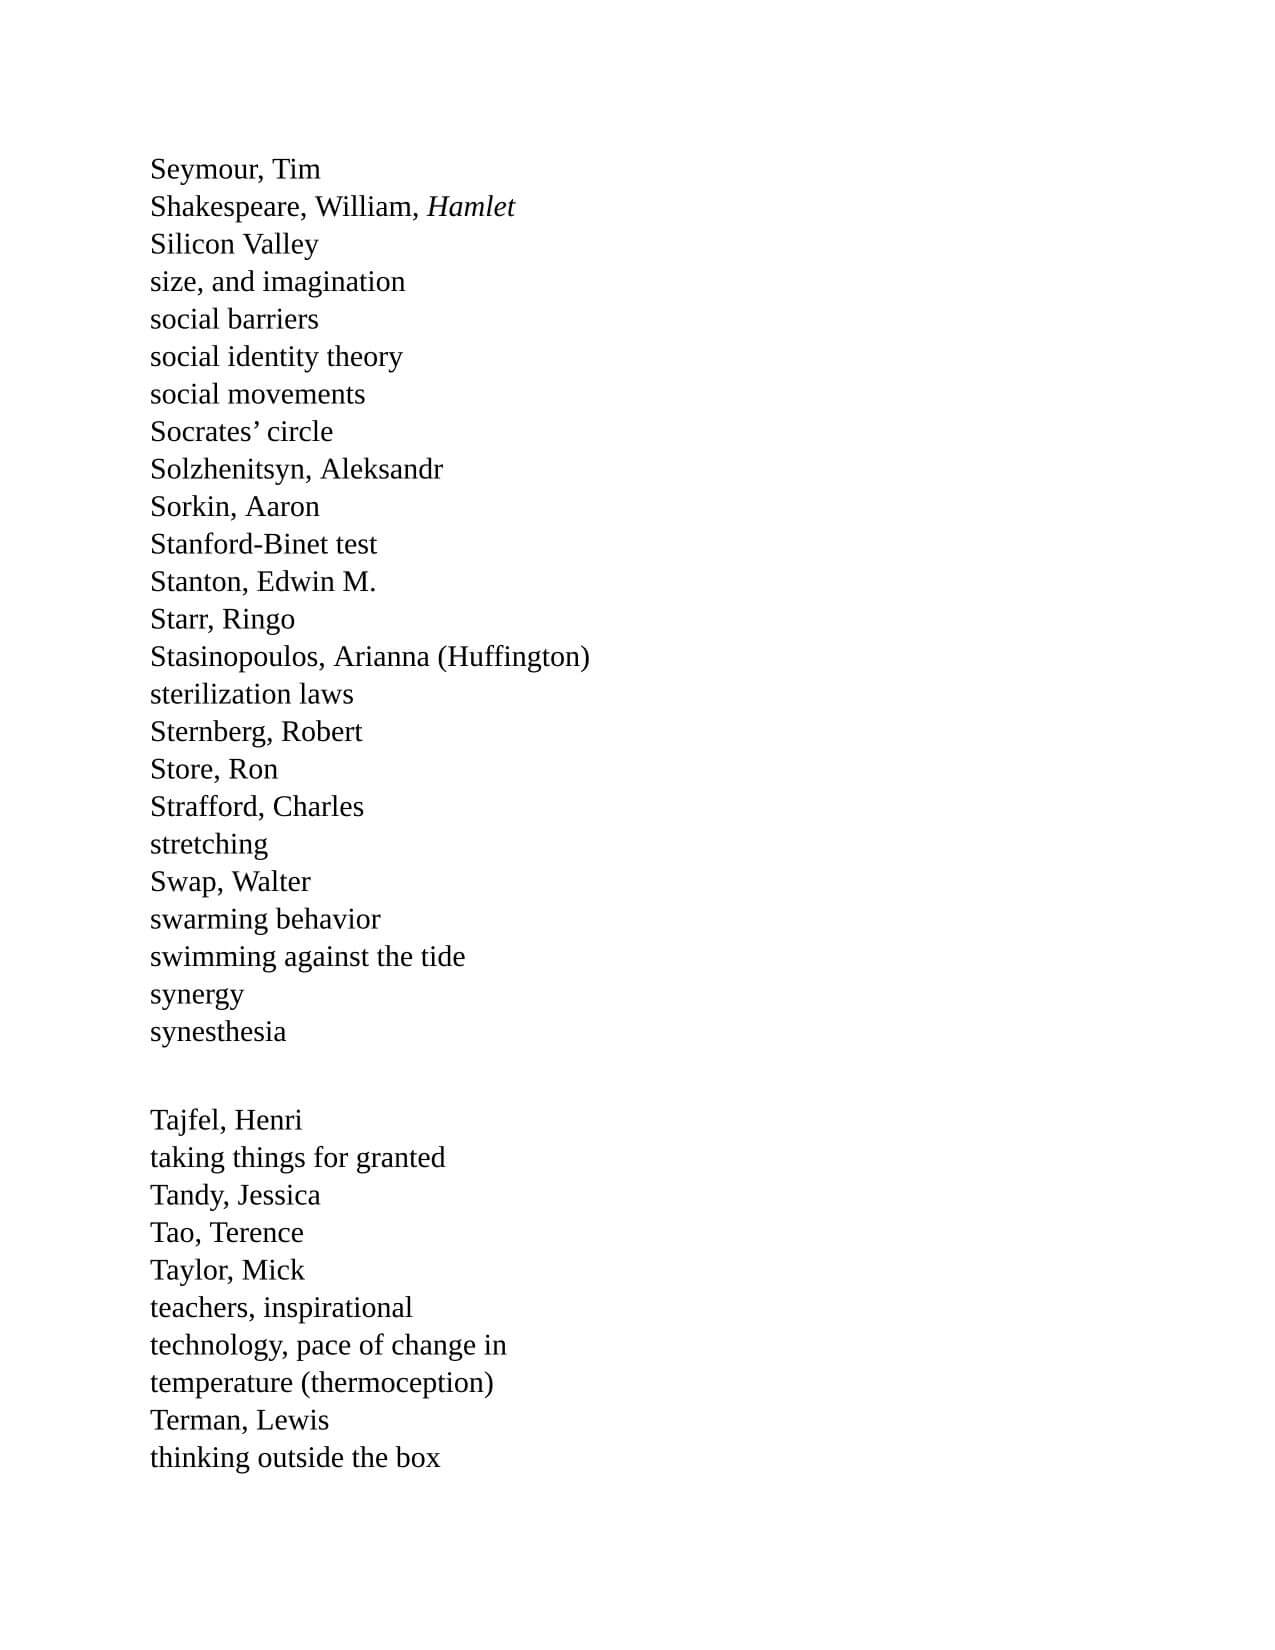 Seymour, Tim
Shakespeare, William, Hamlet
Silicon Valley
size, and imagination
social barriers
social identity theory
social movements
Socrates’ circle
Solzhenitsyn, Aleksandr
Sorkin, Aaron
Stanford-Binet test
Stanton, Edwin M.
Starr, Ringo
Stasinopoulos, Arianna (Huffington)
sterilization laws
Sternberg, Robert
Store, Ron
Strafford, Charles
stretching
Swap, Walter
swarming behavior
swimming against the tide
synergy
synesthesia
Tajfel, Henri
taking things for granted
Tandy, Jessica
Tao, Terence
Taylor, Mick
teachers, inspirational
technology, pace of change in
temperature (thermoception)
Terman, Lewis
thinking outside the box